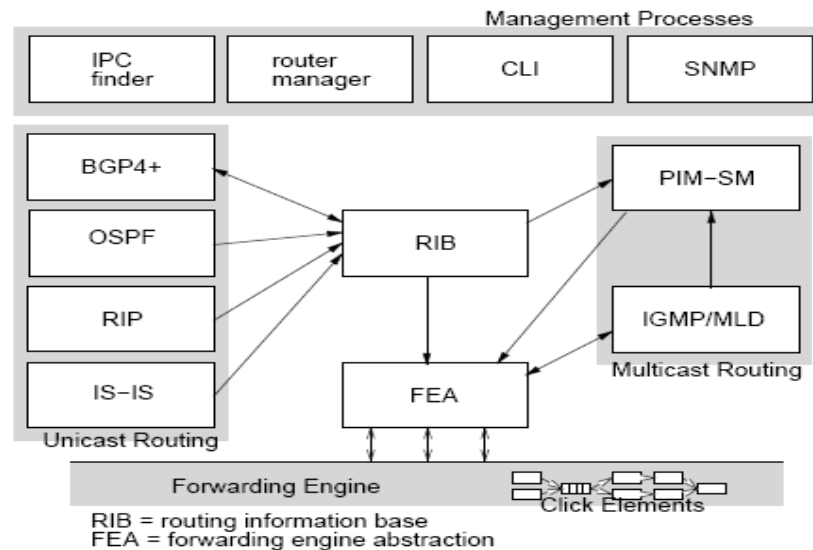 Management Processes
IPC
finder
router
manager
CLI
SNMP
BGP4+
OSPF
RIP
IS−IS
Unicast Routing
RIB
FEA
PIM−SM
IGMP/MLD
Multicast Routing
Forwarding Engine
Click Elements
RIB = routing information base
FEA = forwarding engine abstraction